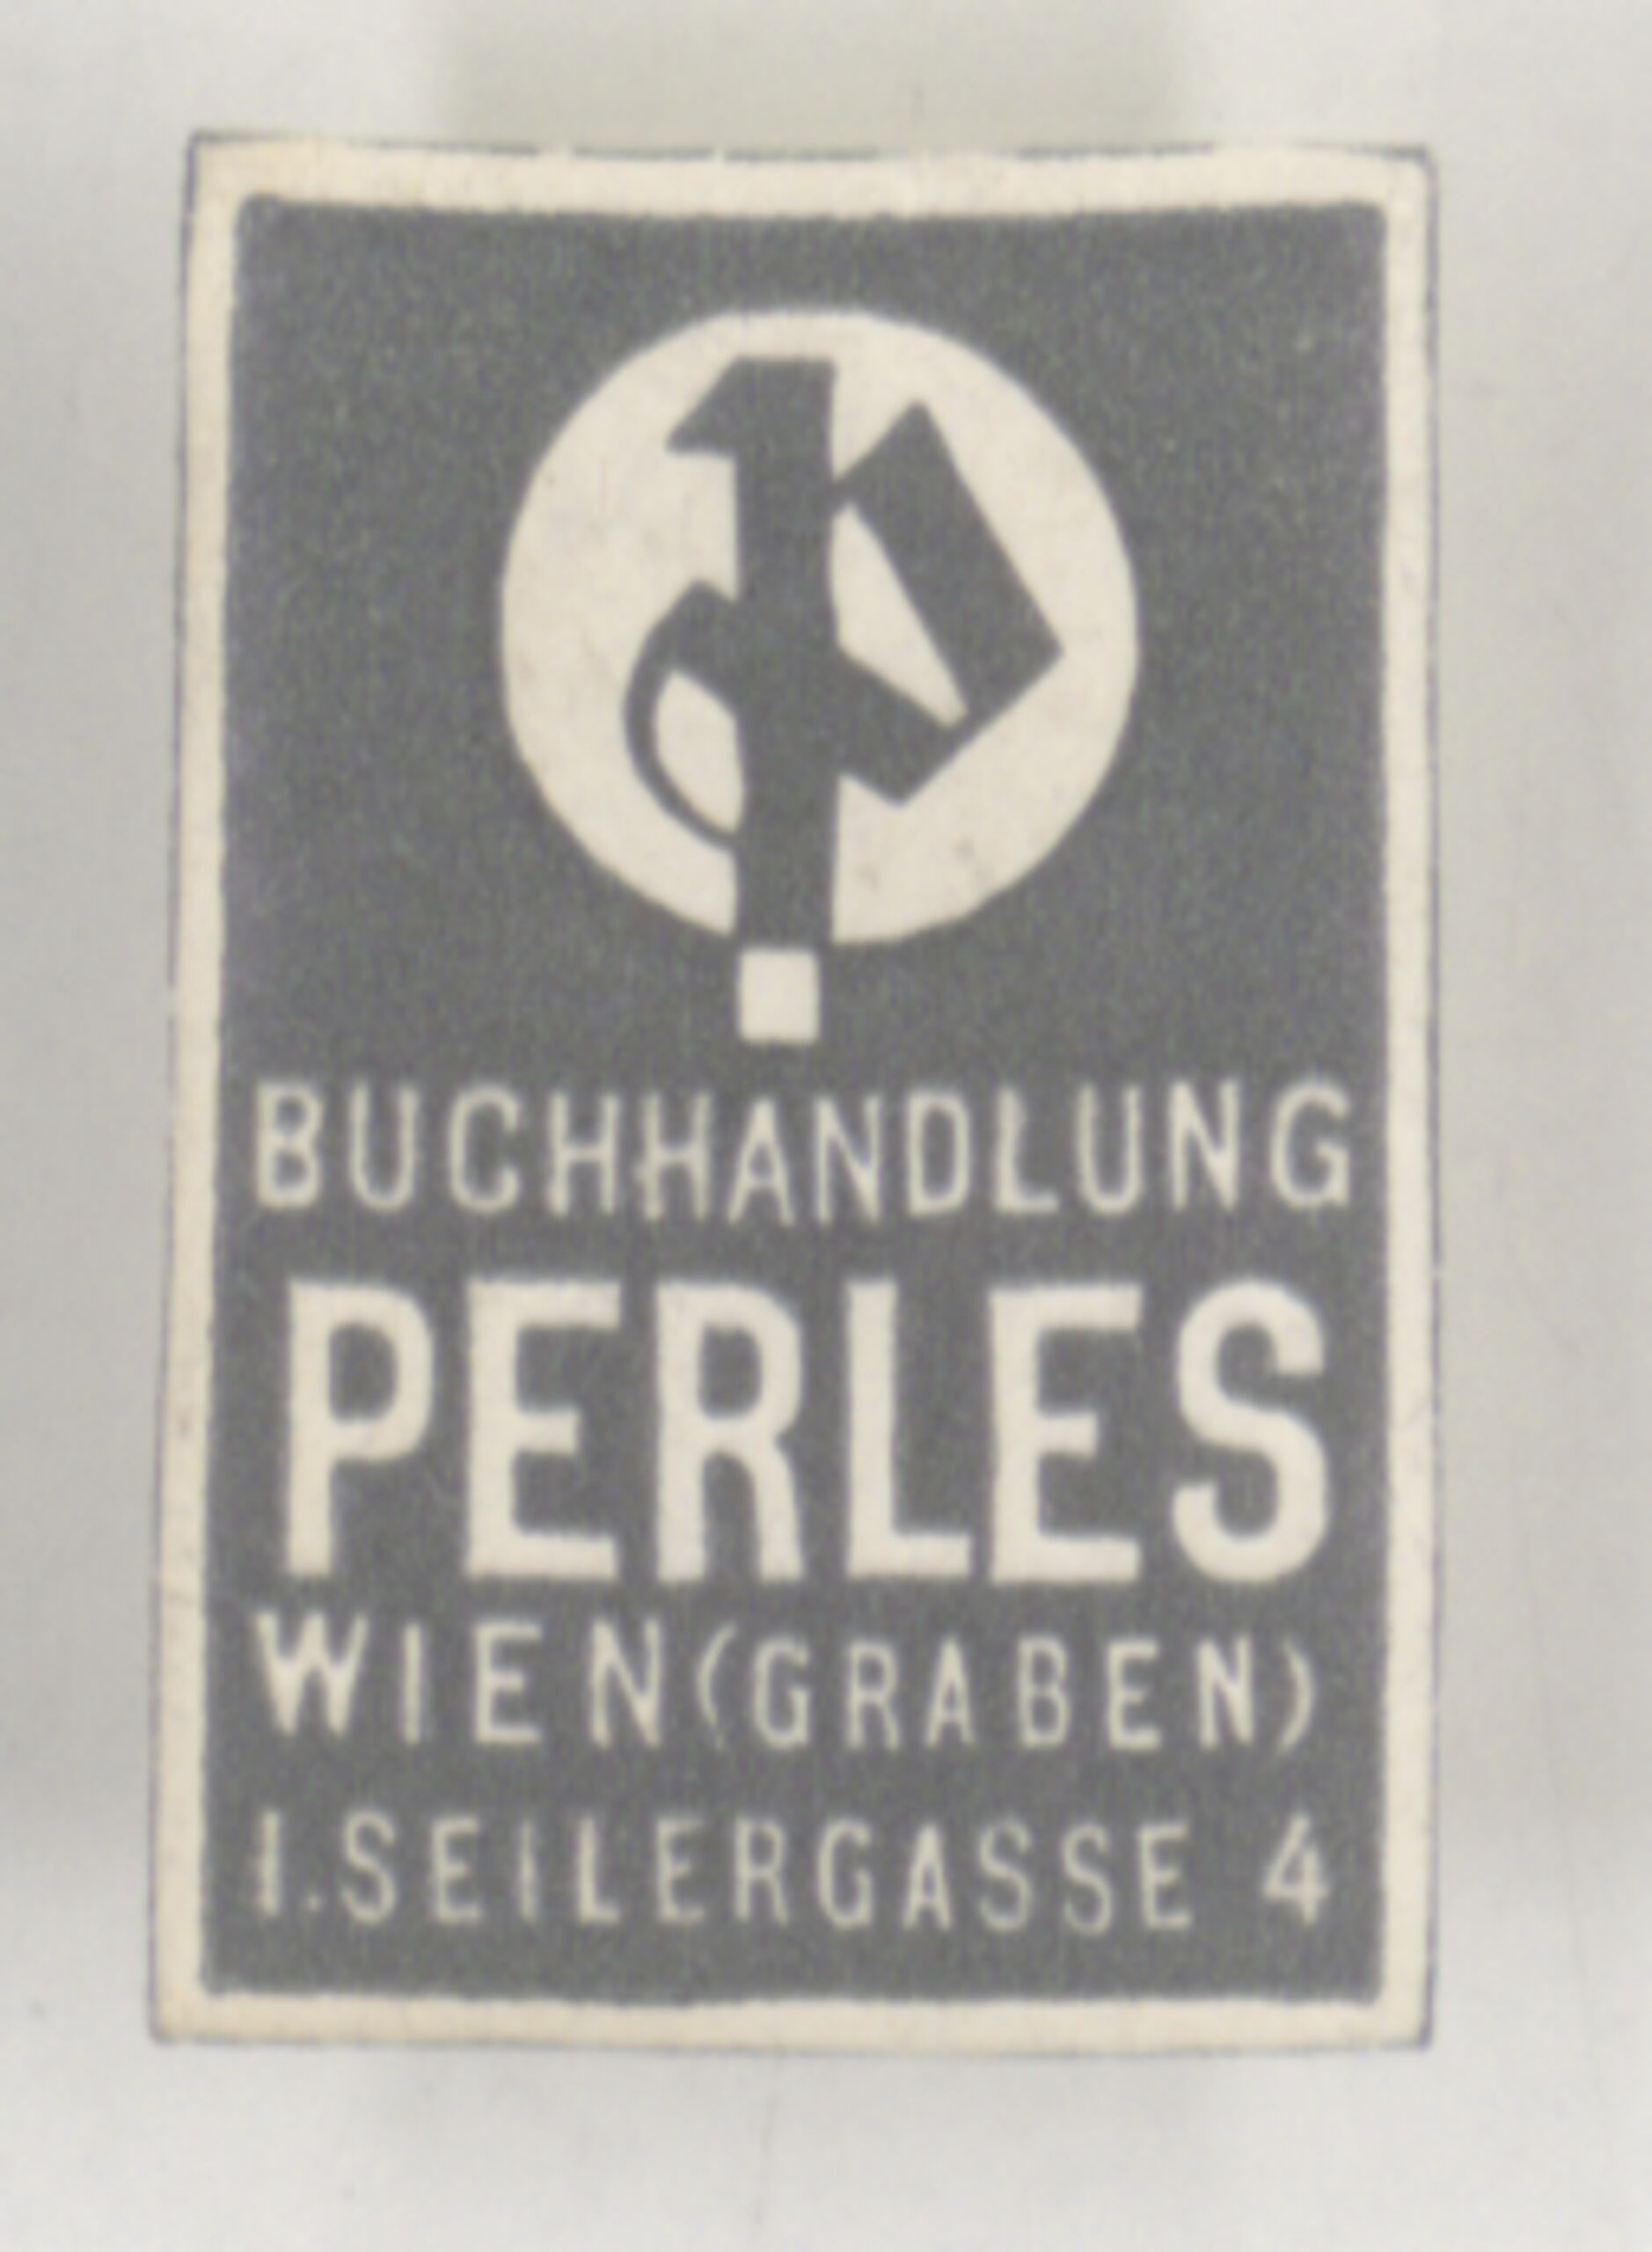 P
BUCHHANDLUNG
PERLES
WIEN (GRABEN)
I. SEILERGASSE 4